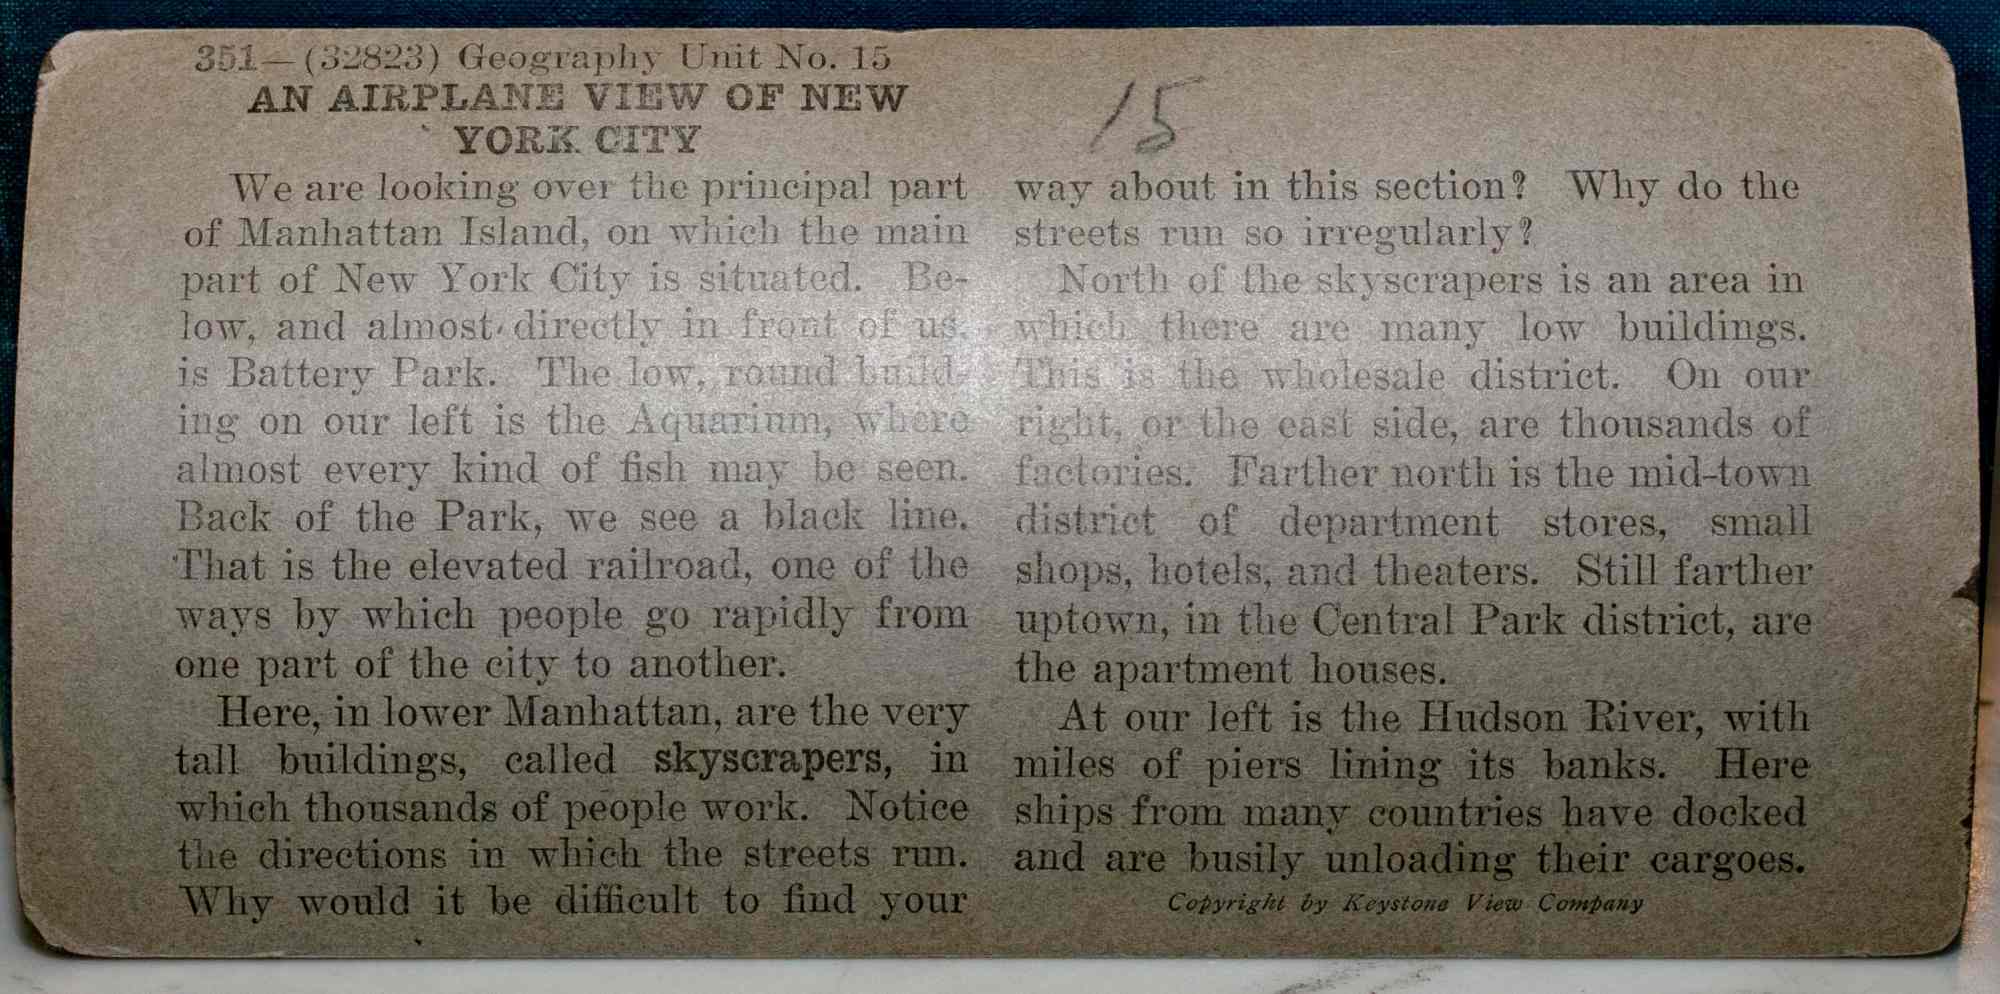 351—(32823) Geography Unit No. 15
AN AIRPLANE VIEW OF NEW
YORK CITY
We are looking over the principal part
of Manhattan Island, on which the main
part of New York City is situated. Be-
low, and almost directly in front of us,
is Battery Park. The low, round build-
ing on our left is the Aquarium, where
almost every kind of fish may be seen.
Back of the Park, we see a black line.
That is the elevated railroad, one of the
ways by which people go rapidly from
one part of the city to another.
Here, in lower Manhattan, are the very
tall buildings, called skyscrapers, in
which thousands of people work. Notice
the directions in which the streets run.
Why would it be difficult to find your
15
way about in this section? Why do the
streets run so irregularly?
North of the skyscrapers is an area in
which there are many low buildings.
This is the wholesale district. On our
right, or the east side, are thousands of
factories. Farther north is the mid-town
district of department stores, small
shops, hotels, and theaters. Still farther
uptown, in the Central Park district, are
the apartment houses.
At our left is the Hudson River, with
miles of piers lining its banks. Here
ships from many countries have docked
and are busily unloading their cargoes.
Copyright by Keystone View Company